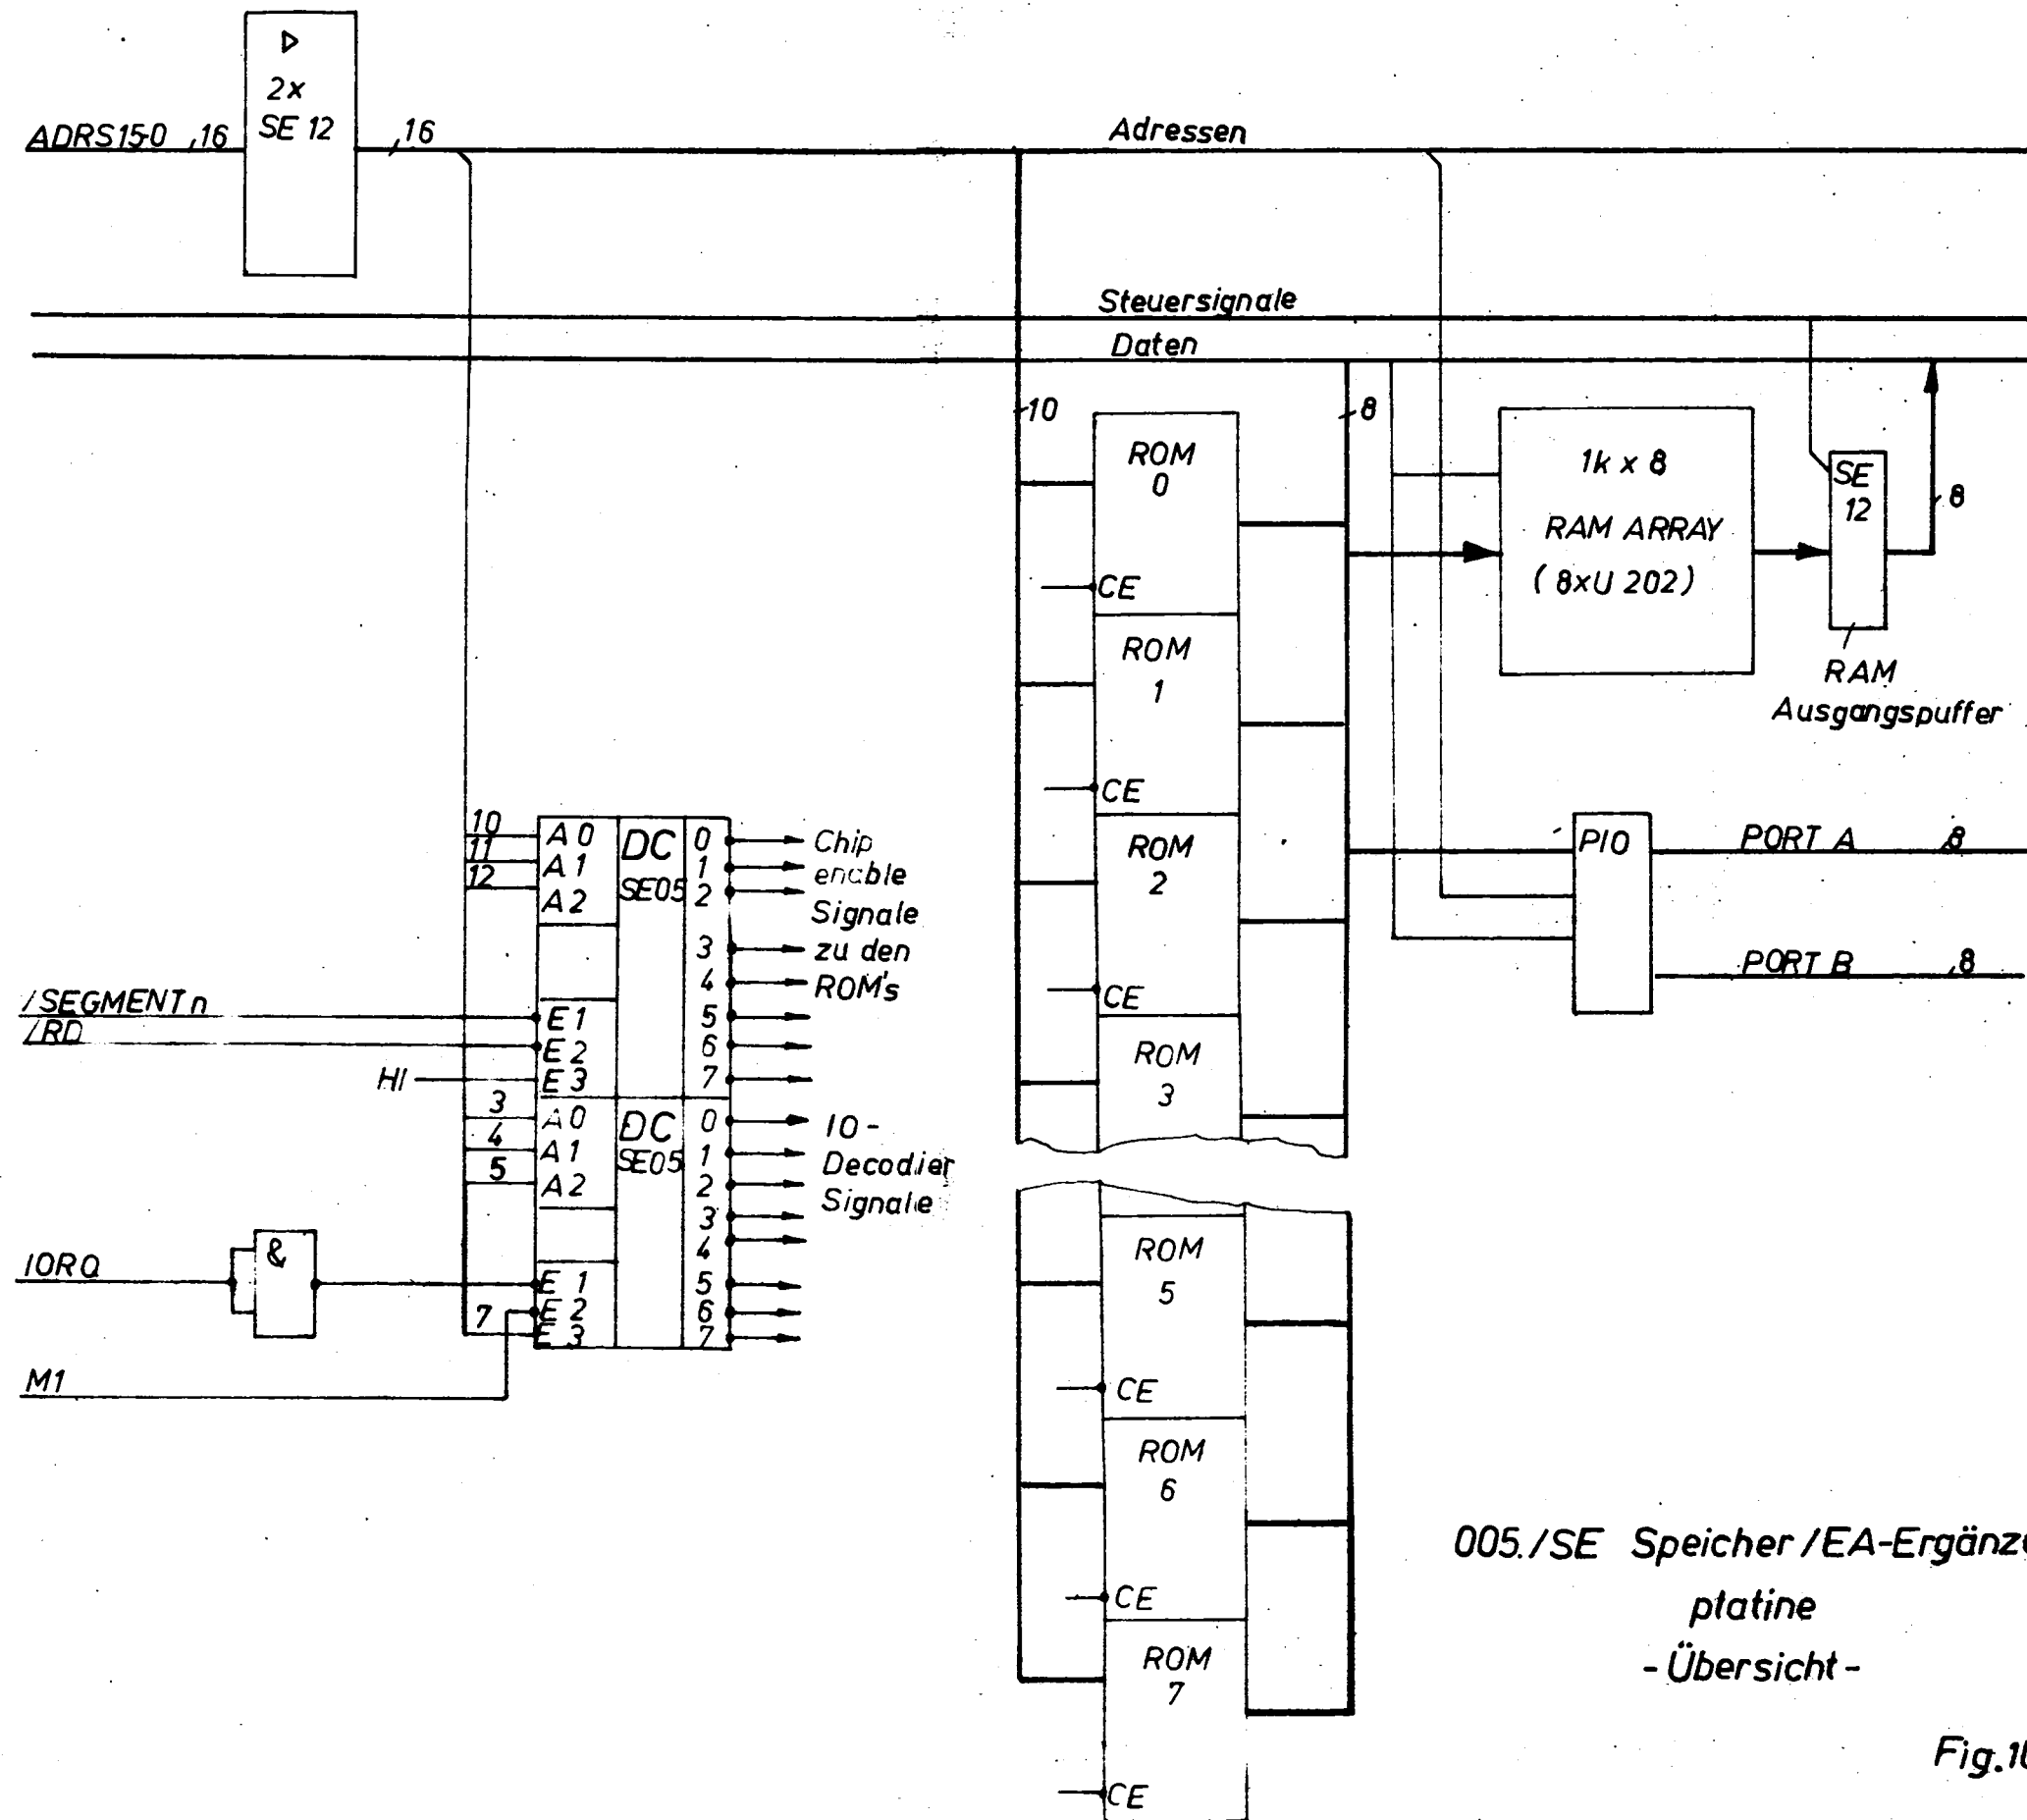 ▷
2x
SE 12
ADRS15-0 ,16
16
Adressen
Steuersignale
Daten
10
8
ROM
0
CE
ROM
1
CE
ROM
2
CE
ROM
3
ROM
5
CE
ROM
6
CE
ROM
7
CE
1k x 8
RAM ARRAY
( 8xU 202)
SE
12
8
RAM
Ausgangspuffer
PIO
PORT A 8
PORT B 8
10
11
12
A0
A1
A2
DC
SE05
0
1
2
3
4
5
6
7
Chip
enable
Signale
zu den
ROM's
/SEGMENTn
/RD
HI
E1
E2
E3
3
4
5
A0
A1
A2
DC
SE05
0
1
2
3
4
5
6
7
IO-
Decodier
Signale
IORQ
&
7
E1
E2
E3
M1
005./SE Speicher/EA-Ergänz
platine
- Übersicht -